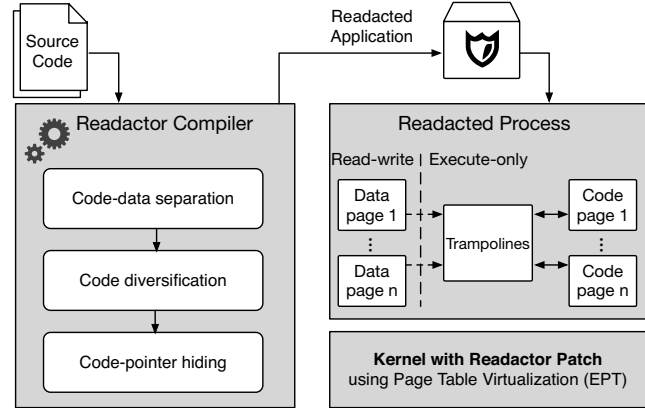 Source
Code
Readacted
Application
Readactor Compiler
Code-data separation
Code diversification
Code-pointer hiding
Readacted Process
Read-write
Execute-only
Data
page 1
Trampolines
Code
page 1
Data
page n
Code
page n
Kernel with Readactor Patch
using Page Table Virtualization (EPT)